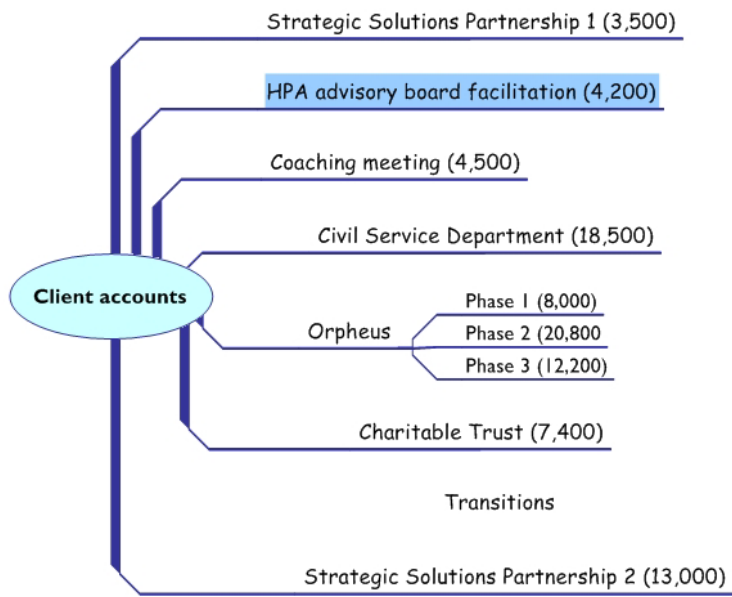 Strategic Solutions Partnership 1 (3,500)
HPA advisory board facilitation (4,200)
Coaching meeting (4,500)
Civil Service Department (18,500)
Client accounts
Orpheus
Phase 1 (8,000)
Phase 2 (20,800
Phase 3 (12,200)
Charitable Trust (7,400)
Transitions
Strategic Solutions Partnership 2 (13,000)